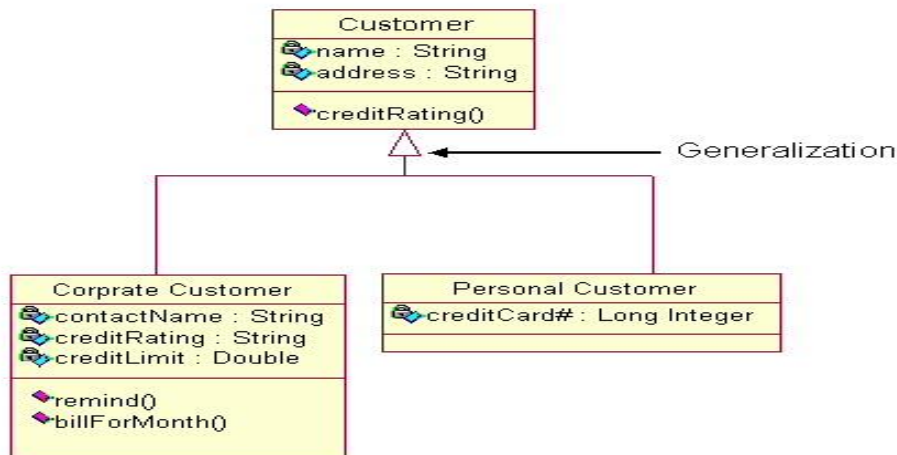 Customer
name : String
address : String
creditRating()
Generalization
Corprate Customer
contactName : String
creditRating : String
creditLimit : Double
remind()
billForMonth()
Personal Customer
creditCard# : Long Integer